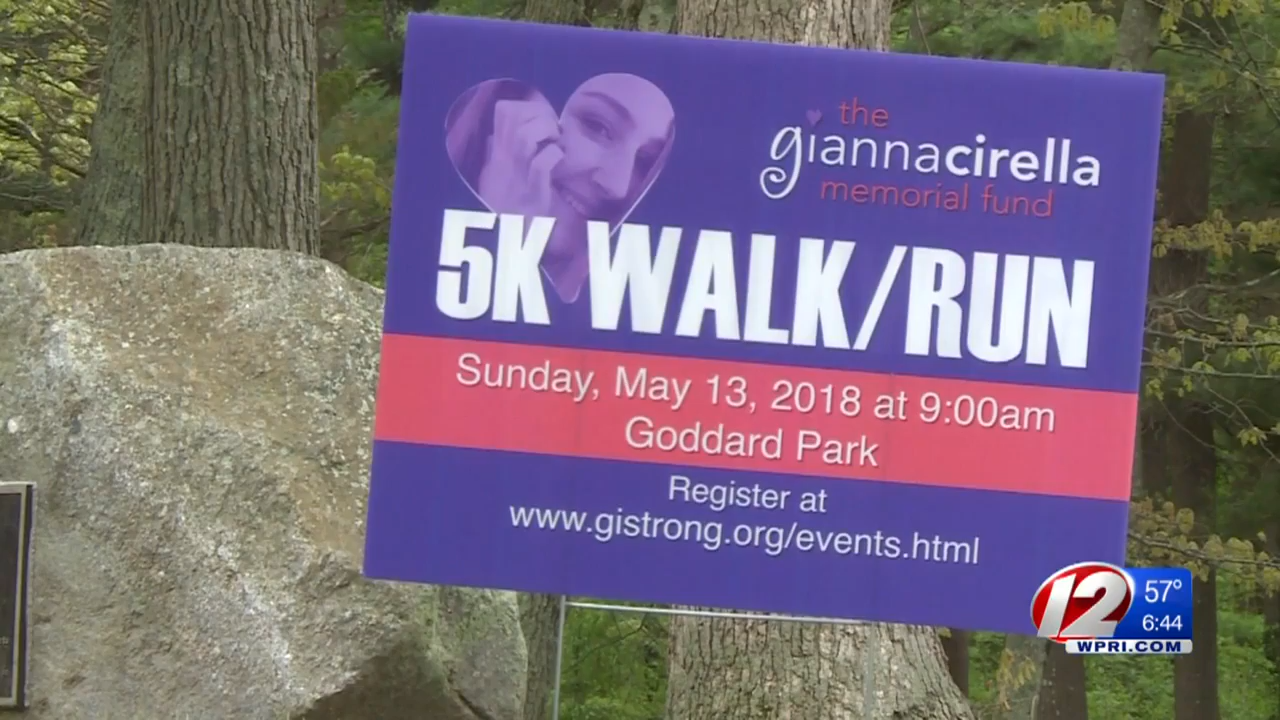 the
giannacirella
memorial fund
5K WALK/RUN
Sunday, May 13, 2018 at 9:00am
Goddard Park
Register at
www.gistrong.org/events.html
12
57°
6:44
WPRI.COM